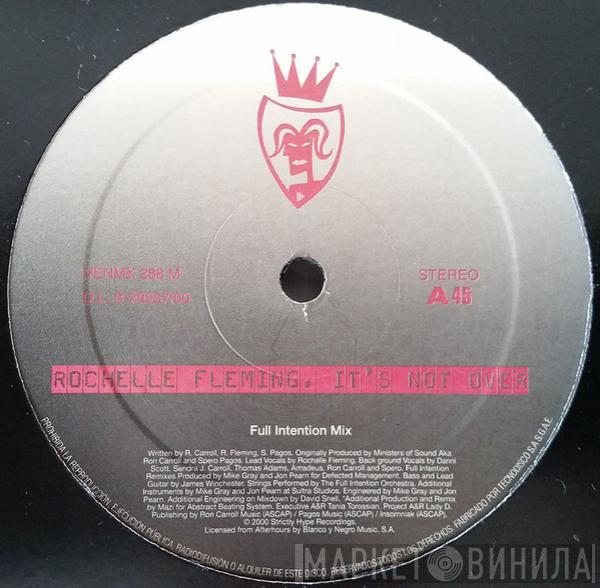 VENMX 288 M
STEREO
A 45
ROCHELLE FLEMING. IT'S NOT OVER
Full Intention Mix
Written by R. Carroll, R. Fleming, S. Pagos. Originally Produced by Ministers of Sound Aka
Ron Carroll and Spero Pagos. Lead Vocals by Rochelle Fleming. Back ground Vocals by Danni
Scott, Sendra J. Carroll, Thomas Adams, Amadeus, Ron Carroll and Spero. Full Intention
Remixes Produced by Mike Gray and Jon Pearn for Defected Management. Bass and Lead
Guitar by James Winchester. Strings Performed by The Full Intention Orchestra. Additional
Instruments by Mike Gray and Jon Pearn at Sultra Studios. Engineered by Mike Gray and Jon
Pearn. Additional Engineering on Mixdown by David Snell. "Additional Production and Remix
by Mazi for Abstract Beating System. Executive A&R Tania Torossian. Project A&R Lady D.
Publishing by Ron Carroll Music (ASCAP) / Pagos Music (ASCAP) / Insomniak (ASCAP).
© 2000 Strictly Hype Recordings.
Licensed from Afterhours by Blanco y Negro Music, S.A.
PROHIBIDA LA REPRODUCCION, EJECUCION PUBLICA, RADIODIFUSION O ALQUILER DE ESTE DISCO. RESERVADOS TODOS LOS DERECHOS. FABRICADO POR TECNODISCO S.A. S.G.A.E.
МАРКЕТ ВИНИЛА